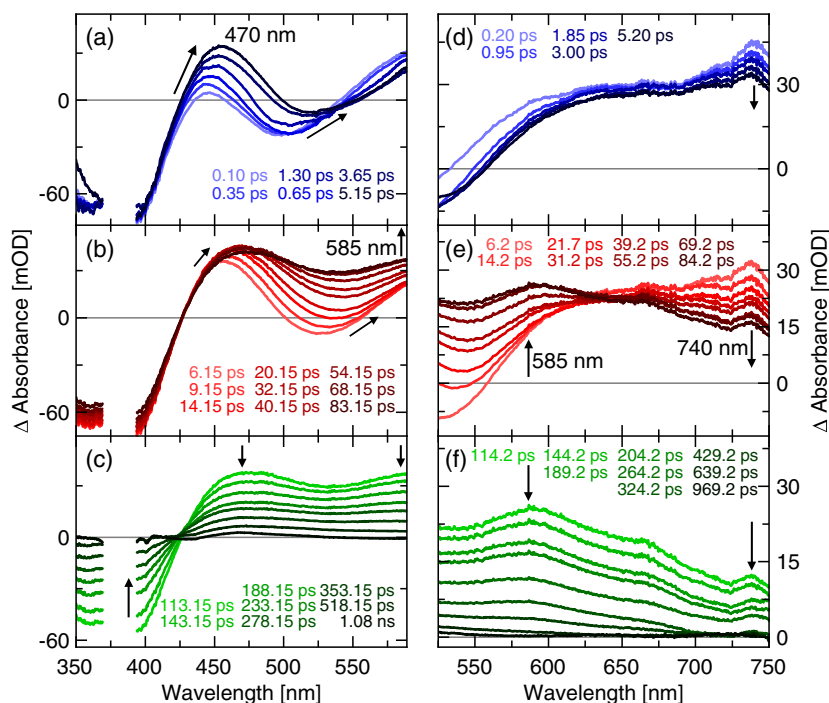 (a)
470 nm
0.10 ps 1.30 ps 3.65 ps
0.35 ps 0.65 ps 5.15 ps
0
-60
(b)
585 nm
6.15 ps 20.15 ps 54.15 ps
9.15 ps 32.15 ps 68.15 ps
14.15 ps 40.15 ps 83.15 ps
0
-60
Δ Absorbance [mOD]
(c)
188.15 ps 353.15 ps
113.15 ps 233.15 ps 518.15 ps
143.15 ps 278.15 ps 1.08 ns
0
-60
350 400 450 500 550
Wavelength [nm]
(d)
0.20 ps 1.85 ps 5.20 ps
0.95 ps 3.00 ps
30
0
(e)
6.2 ps 21.7 ps 39.2 ps 69.2 ps
14.2 ps 31.2 ps 55.2 ps 84.2 ps
585 nm
740 nm
30
15
0
Δ Absorbance [mOD]
(f)
114.2 ps 144.2 ps 204.2 ps 429.2 ps
189.2 ps 264.2 ps 639.2 ps
324.2 ps 969.2 ps
30
15
0
550 600 650 700 750
Wavelength [nm]